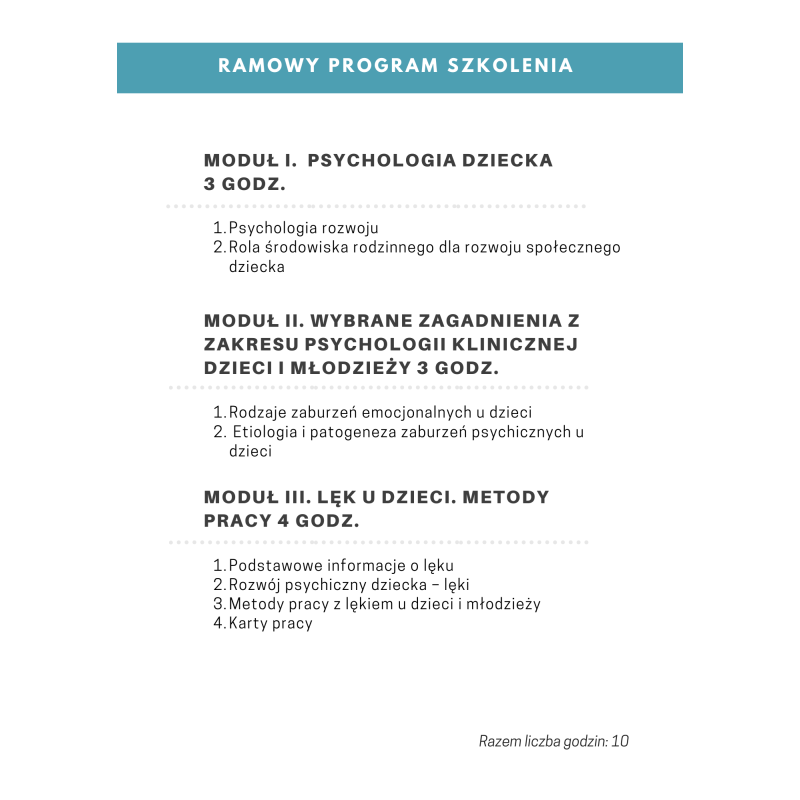 RAMOWY PROGRAM SZKOLENIA
MODUŁ I. PSYCHOLOGIA DZIECKA
3 GODZ.
1. Psychologia rozwoju
2. Rola środowiska rodzinnego dla rozwoju społecznego
dziecka
MODUŁ II. WYBRANE ZAGADNIENIA Z
ZAKRESU PSYCHOLOGII KLINICZNEJ
DZIECI I MŁODZIEŻY 3 GODZ.
1. Rodzaje zaburzeń emocjonalnych u dzieci
2. Etiologia i patogeneza zaburzeń psychicznych u
dzieci
MODUŁ III. LĘK U DZIECI. METODY
PRACY 4 GODZ.
1. Podstawowe informacje o lęku
2. Rozwój psychiczny dziecka – lęki
3. Metody pracy z lękiem u dzieci i młodzieży
4. Karty pracy
Razem liczba godzin: 10